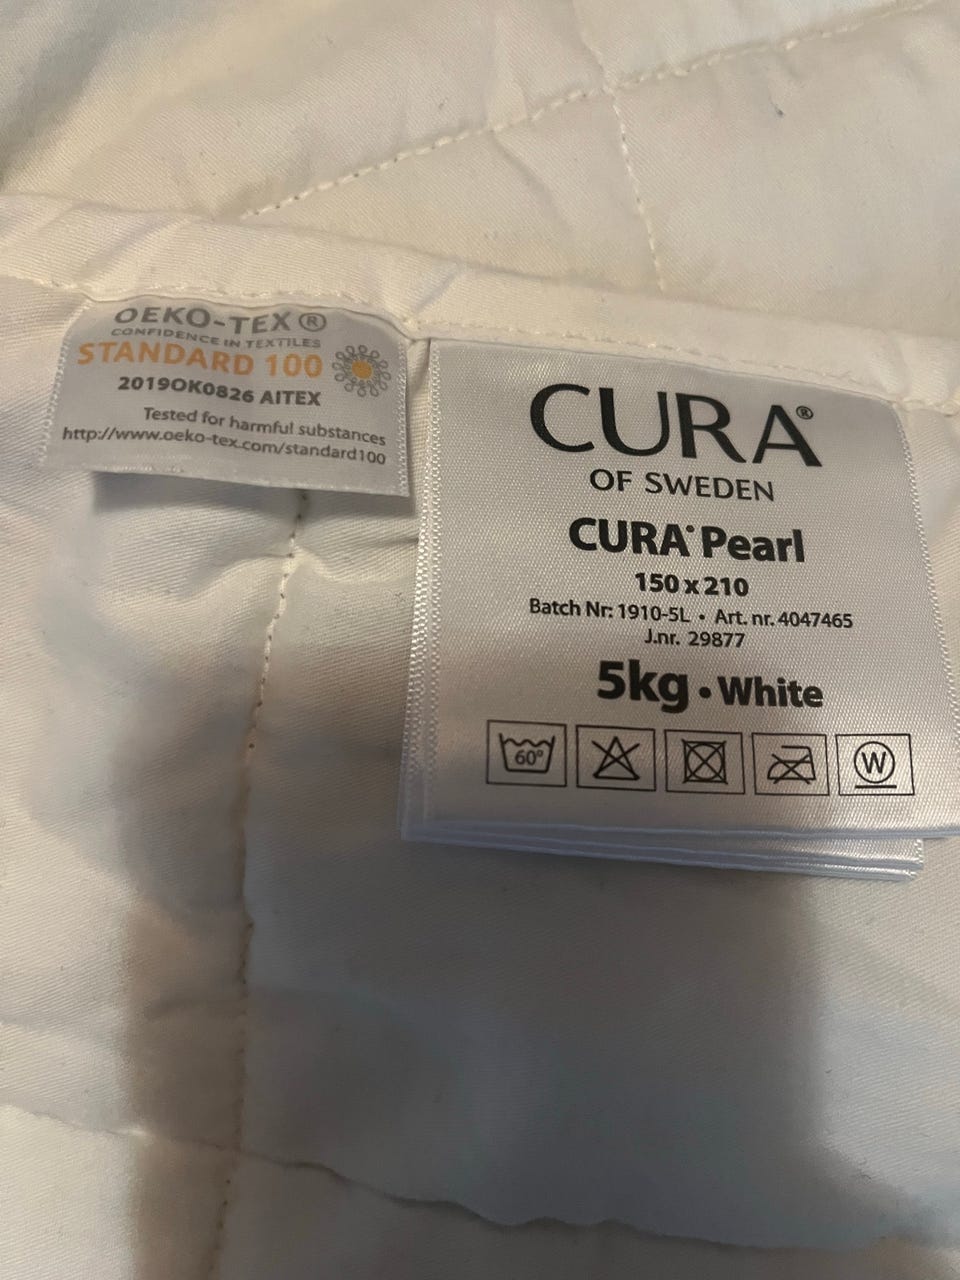 OEKO-TEX®
CONFIDENCE IN TEXTILES
STANDARD 100
2019OK0826 AITEX
Tested for harmful substances
http://www.oeko-tex.com/standard100
CURA®
OF SWEDEN
CURA® Pearl
150 x 210
Batch Nr: 1910-5L • Art. nr. 4047465
J.nr. 29877
5kg • White
60° W